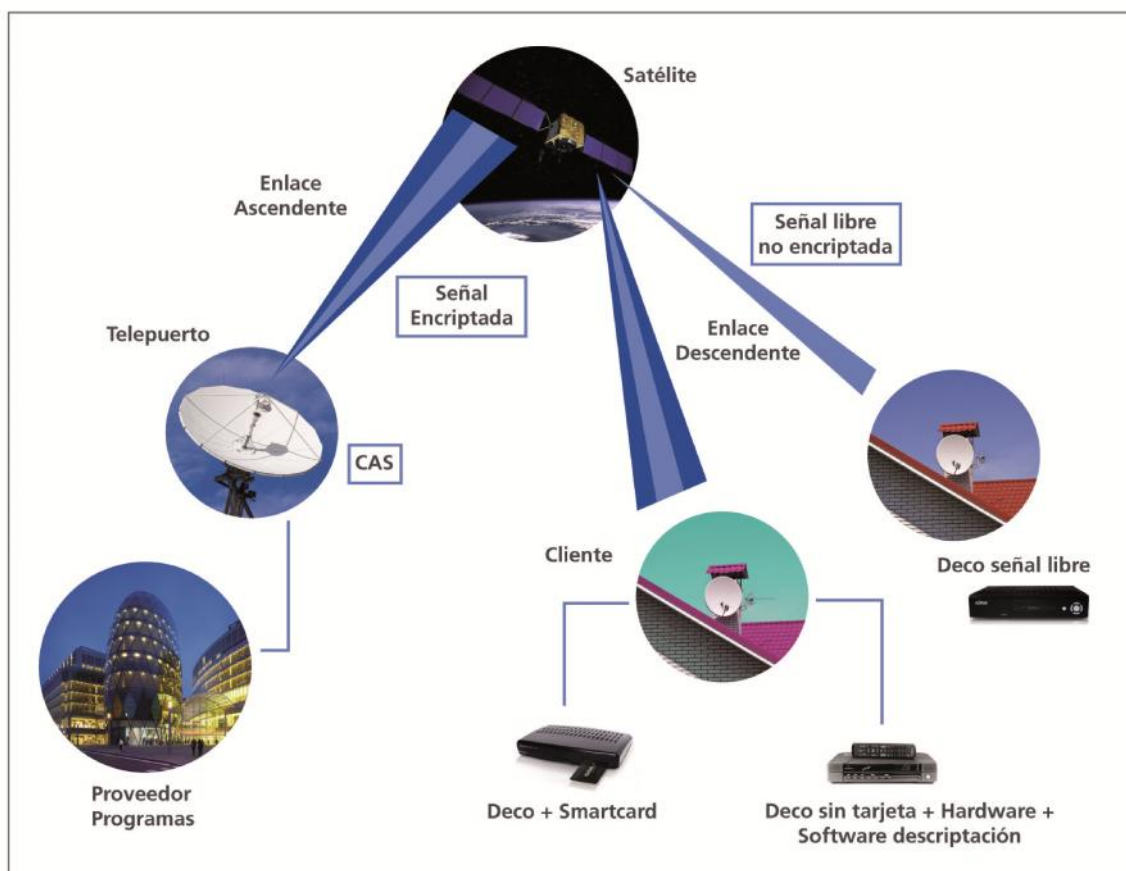 Satélite
Enlace
Ascendente
Señal libre
no encriptada
Señal
Encriptada
Telepuerto
Enlace
Descendente
CAS
Cliente
Deco señal libre
Proveedor
Programas
Deco + Smartcard
Deco sin tarjeta + Hardware +
Software descriptación